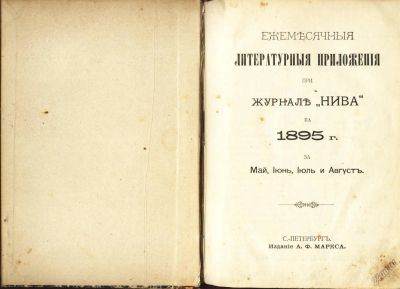 ЕЖЕМѢСЯЧНЫЯ
ЛИТЕРАТУРНЫЯ ПРИЛОЖЕНІЯ
ПРИ
ЖУРНАЛѢ „НИВА“
НА
1895 г.
ЗА
Май, Іюнь, Іюль и Августъ.
С.-ПЕТЕРБУРГЪ.
Изданіе А. Ф. МАРКСА.